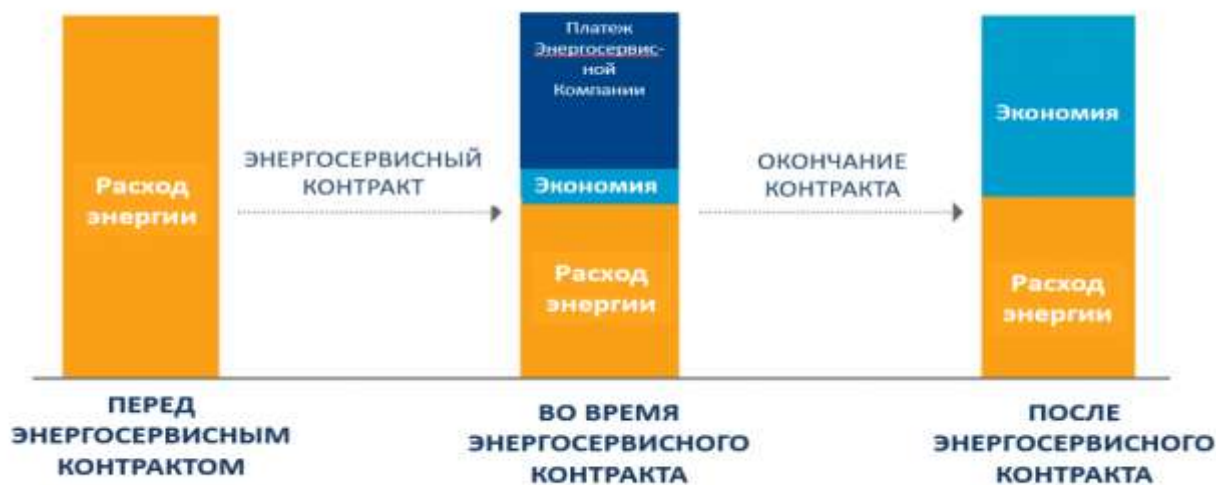 Расход
энергии
ЭНЕРГОСЕРВИСНЫЙ
КОНТРАКТ
Платеж
Энергосервис-
ной
Компании
Экономия
Расход
энергии
ОКОНЧАНИЕ
КОНТРАКТА
Экономия
Расход
энергии
ПЕРЕД
ЭНЕРГОСЕРВИСНЫМ
КОНТРАКТОМ
ВО ВРЕМЯ
ЭНЕРГОСЕРВИСНОГО
КОНТРАКТА
ПОСЛЕ
ЭНЕРГОСЕРВИСНОГО
КОНТРАКТА